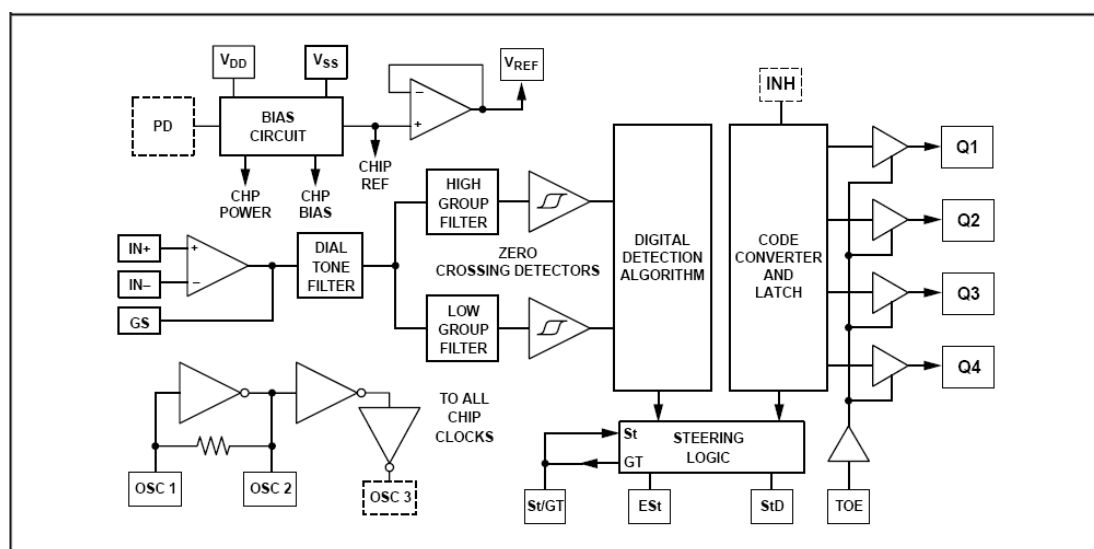 VDD
VSS
VREF
PD
BIAS
CIRCUIT
−
+
CHP
POWER
CHP
BIAS
CHIP
REF
INH
IN+
IN−
GS
+
−
DIAL
TONE
FILTER
HIGH
GROUP
FILTER
ZERO
CROSSING DETECTORS
LOW
GROUP
FILTER
DIGITAL
DETECTION
ALGORITHM
CODE
CONVERTER
AND
LATCH
Q1
Q2
Q3
Q4
TO ALL
CHIP
CLOCKS
OSC 1
OSC 2
OSC 3
St
GT
STEERING
LOGIC
St/GT
ESt
StD
TOE